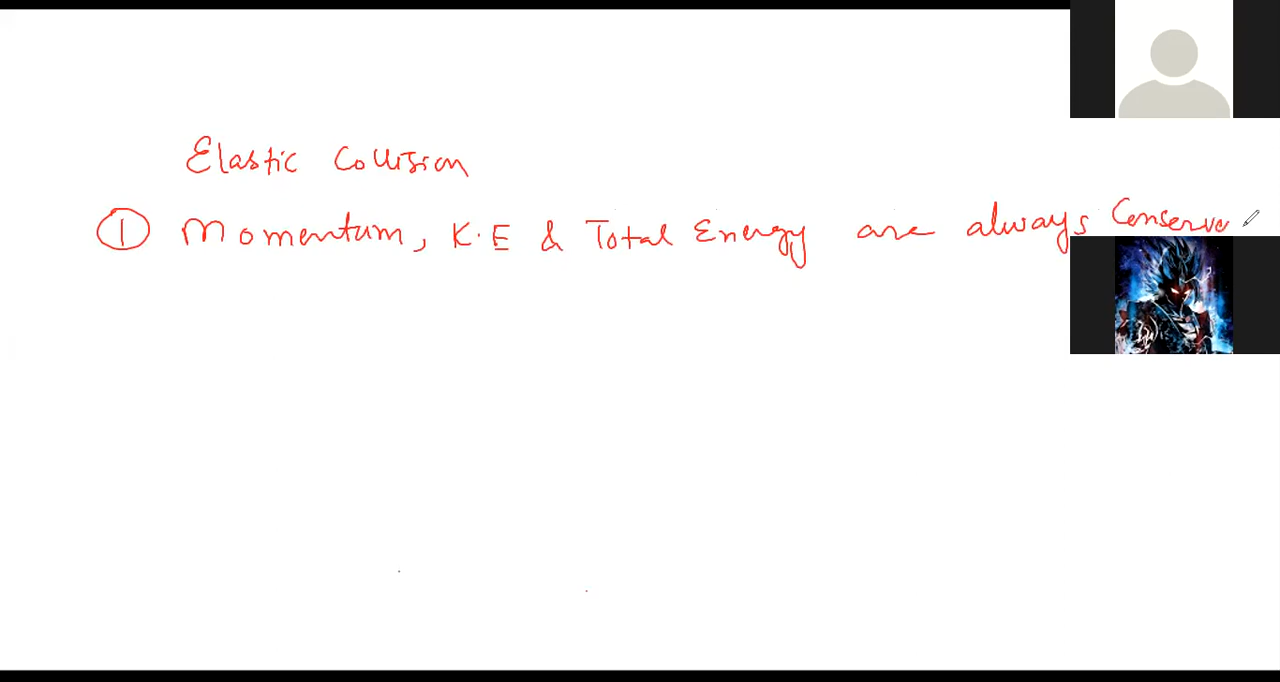 Elastic Collision
① Momentum, K.E & Total Energy are always Conserve